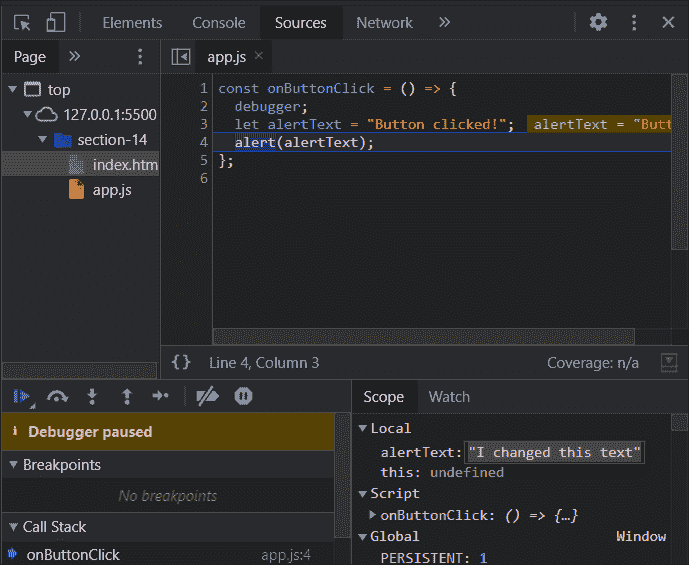 Elements Console Sources Network »
Page » app.js ×
top
127.0.0.1:5500
section-14
index.htm
app.js
1 const onButtonClick = () => {
2 debugger;
3 let alertText = "Button clicked!"; alertText = "Butt
4 alert(alertText);
5 };
6
{} Line 4, Column 3 Coverage: n/a
Debugger paused
Breakpoints
No breakpoints
Call Stack
onButtonClick app.js:4
Scope Watch
Local
alertText: "I changed this text"
this: undefined
Script
onButtonClick: () => {…}
Global Window
PERSISTENT: 1